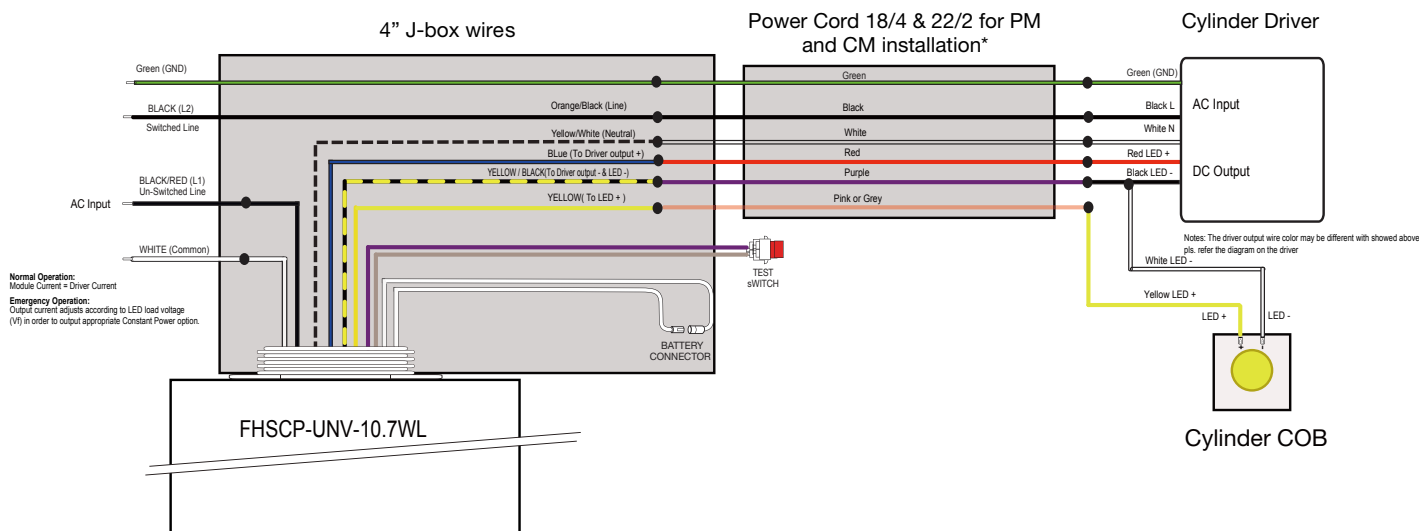 4” J-box wires
Power Cord 18/4 & 22/2 for PM
and CM installation*
Cylinder Driver
Green (GND)
Green
Green (GND)
BLACK (L2)
Switched Line
Orange/Black (Line)
Black
Black L
AC Input
Yellow/White (Neutral)
White
White N
BLue (To Driver output +)
Red
Red LED +
YELLOW / BLACK(To Driver output - & LED -)
Purple
Black LED -
DC Output
BLACK/RED (L1)
Un-Switched Line
AC Input
YELLOW( To LED + )
Pink or Grey
WHITE (Common)
Notes: The driver output wire color may be different with showed above
pls. refer the diagram on the driver
White LED -
TEST
sWITCH
Normal Operation:
Module Current = Driver Current
Emergency Operation:
Output current adjusts according to LED load voltage
(Vf) in order to output appropriate Constant Power option.
Yellow LED +
LED +
LED -
BATTERY
CONNECTOR
+
-
FHSCP-UNV-10.7WL
Cylinder COB